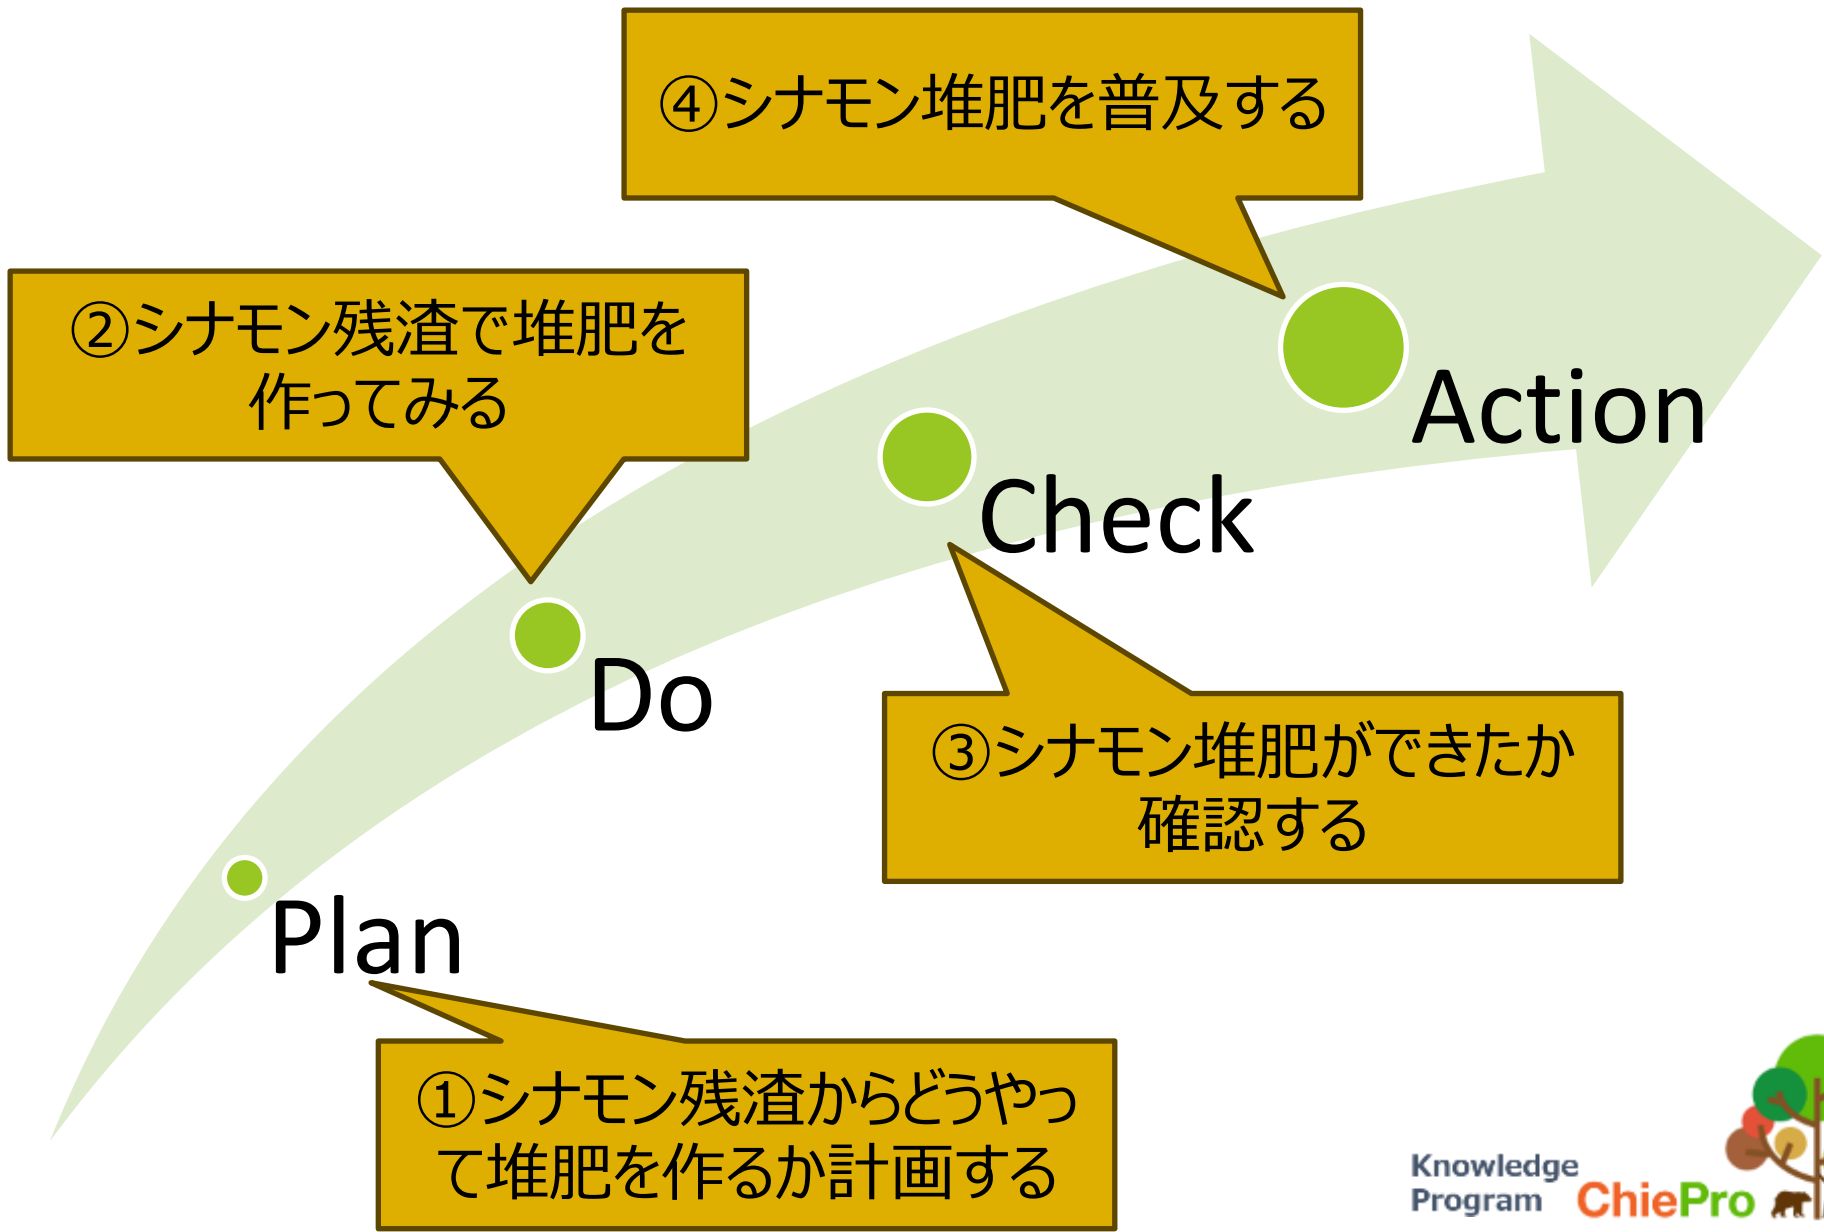 ④シナモン堆肥を普及する
②シナモン残渣で堆肥を
作ってみる
Action
Check
Do
③シナモン堆肥ができたか
確認する
Plan
①シナモン残渣からどうやっ
て堆肥を作るか計画する
Knowledge
Program ChiePro